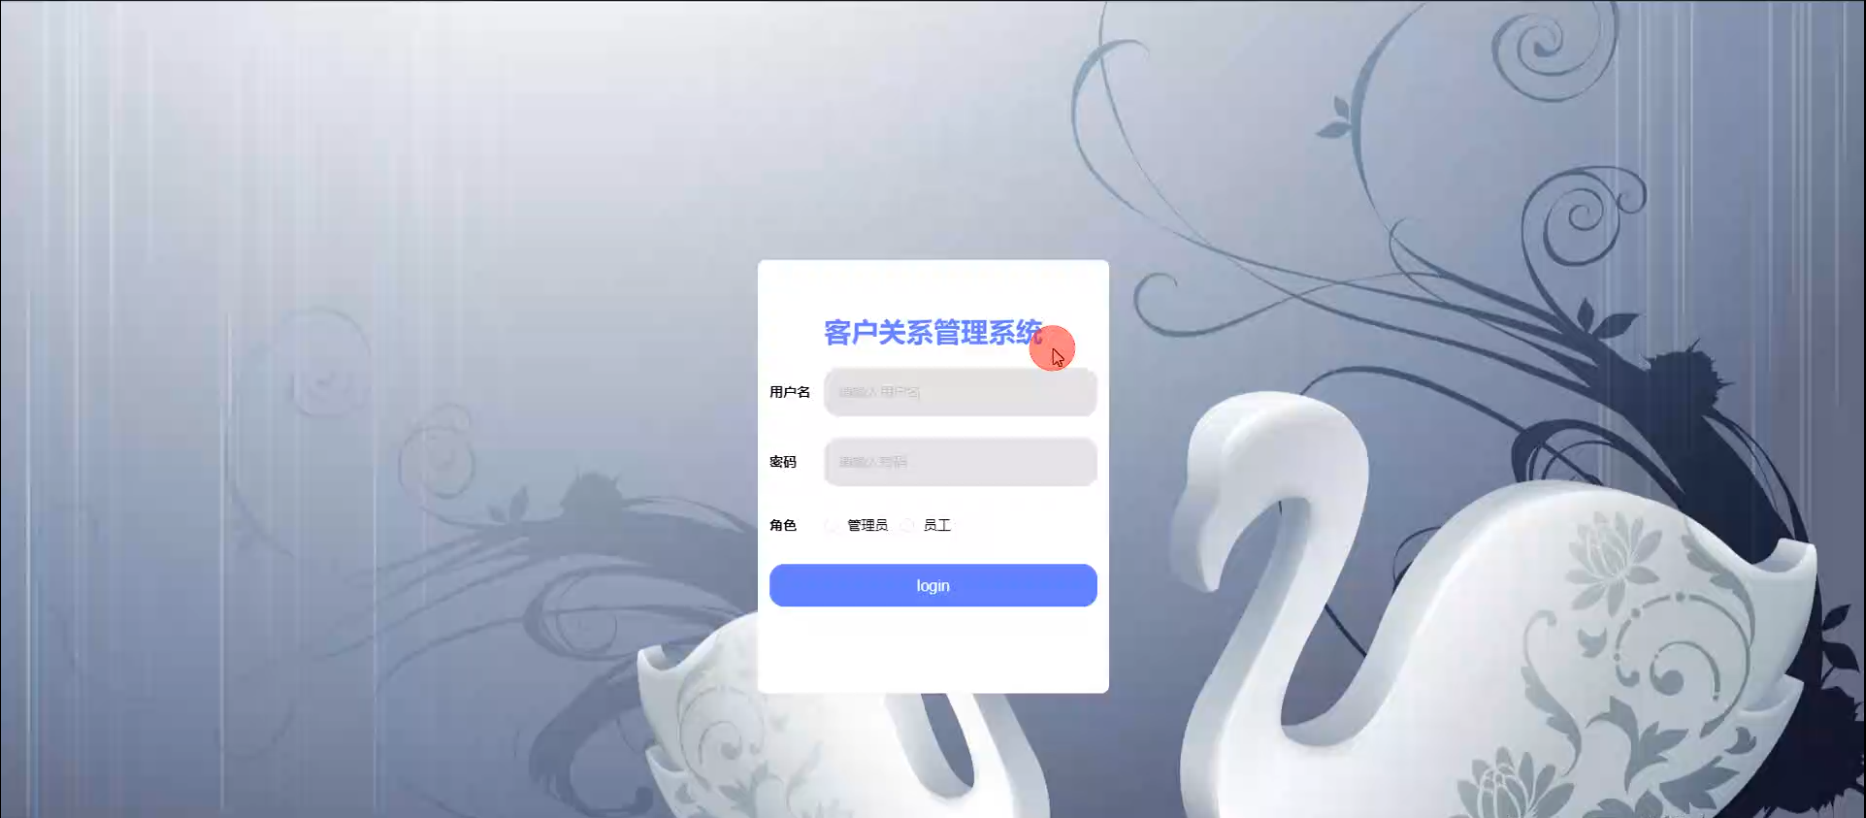 客户关系管理系统
用户名 请输入用户名
密码 请输入密码
角色 管理员 员工
login